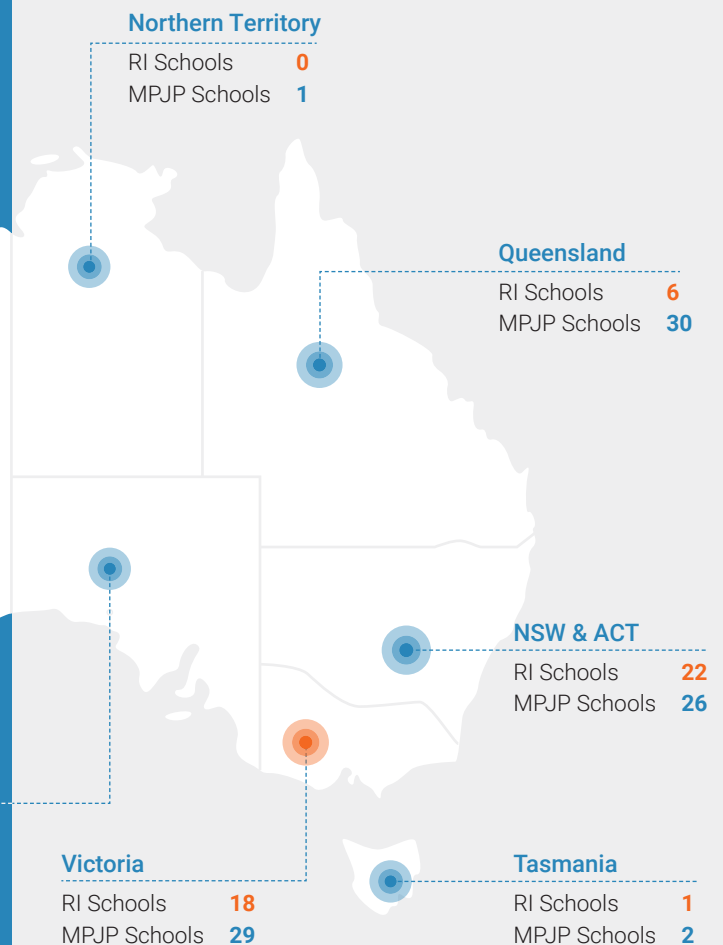 Northern Territory
RI Schools 0
MPJP Schools 1
Queensland
RI Schools 6
MPJP Schools 30
NSW & ACT
RI Schools 22
MPJP Schools 26
Victoria
RI Schools 18
MPJP Schools 29
Tasmania
RI Schools 1
MPJP Schools 2